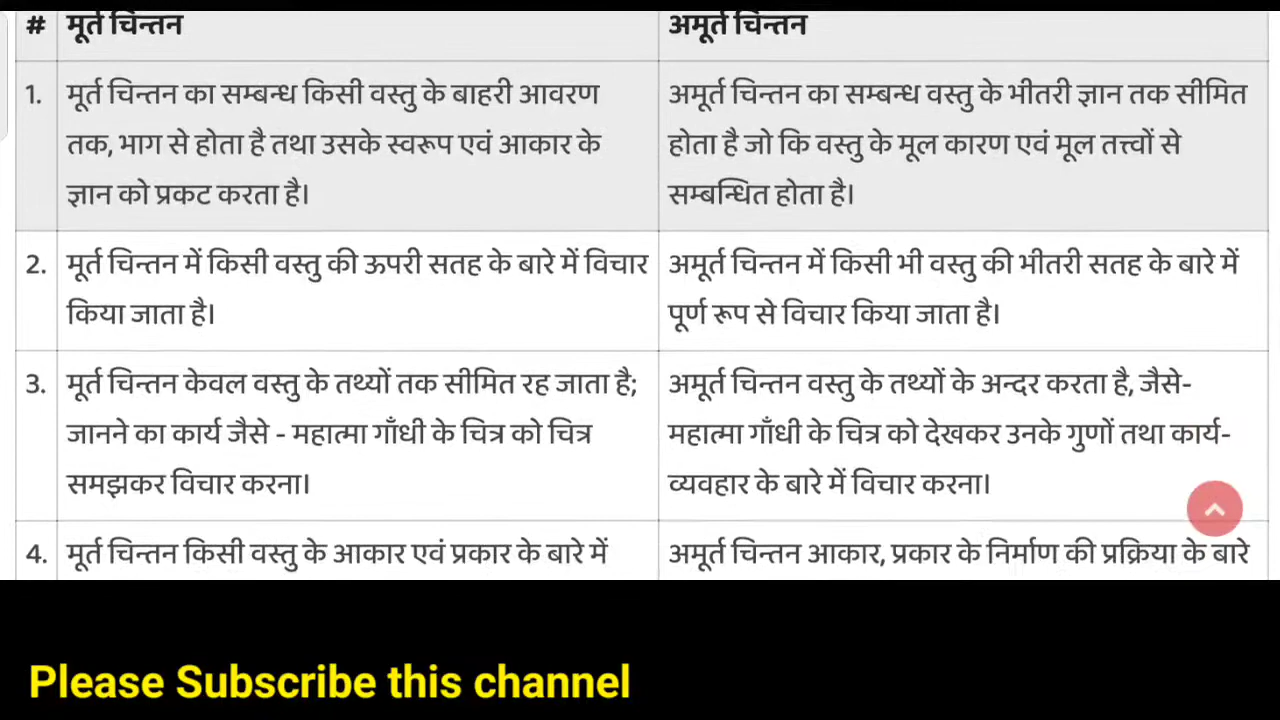 # मूर्त चिन्तन अमूर्त चिन्तन
1. मूर्त चिन्तन का सम्बन्ध किसी वस्तु के बाहरी आवरण
तक, भाग से होता है तथा उसके स्वरूप एवं आकार के
ज्ञान को प्रकट करता है।
अमूर्त चिन्तन का सम्बन्ध वस्तु के भीतरी ज्ञान तक सीमित
होता है जो कि वस्तु के मूल कारण एवं मूल तत्त्वों से
सम्बन्धित होता है।
2. मूर्त चिन्तन में किसी वस्तु की ऊपरी सतह के बारे में विचार
किया जाता है।
अमूर्त चिन्तन में किसी भी वस्तु की भीतरी सतह के बारे में
पूर्ण रूप से विचार किया जाता है।
3. मूर्त चिन्तन केवल वस्तु के तथ्यों तक सीमित रह जाता है;
जानने का कार्य जैसे - महात्मा गाँधी के चित्र को चित्र
समझकर विचार करना।
अमूर्त चिन्तन वस्तु के तथ्यों के अन्दर करता है, जैसे-
महात्मा गाँधी के चित्र को देखकर उनके गुणों तथा कार्य-
व्यवहार के बारे में विचार करना।
4. मूर्त चिन्तन किसी वस्तु के आकार एवं प्रकार के बारे में
अमूर्त चिन्तन आकार, प्रकार के निर्माण की प्रक्रिया के बारे
Please Subscribe this channel